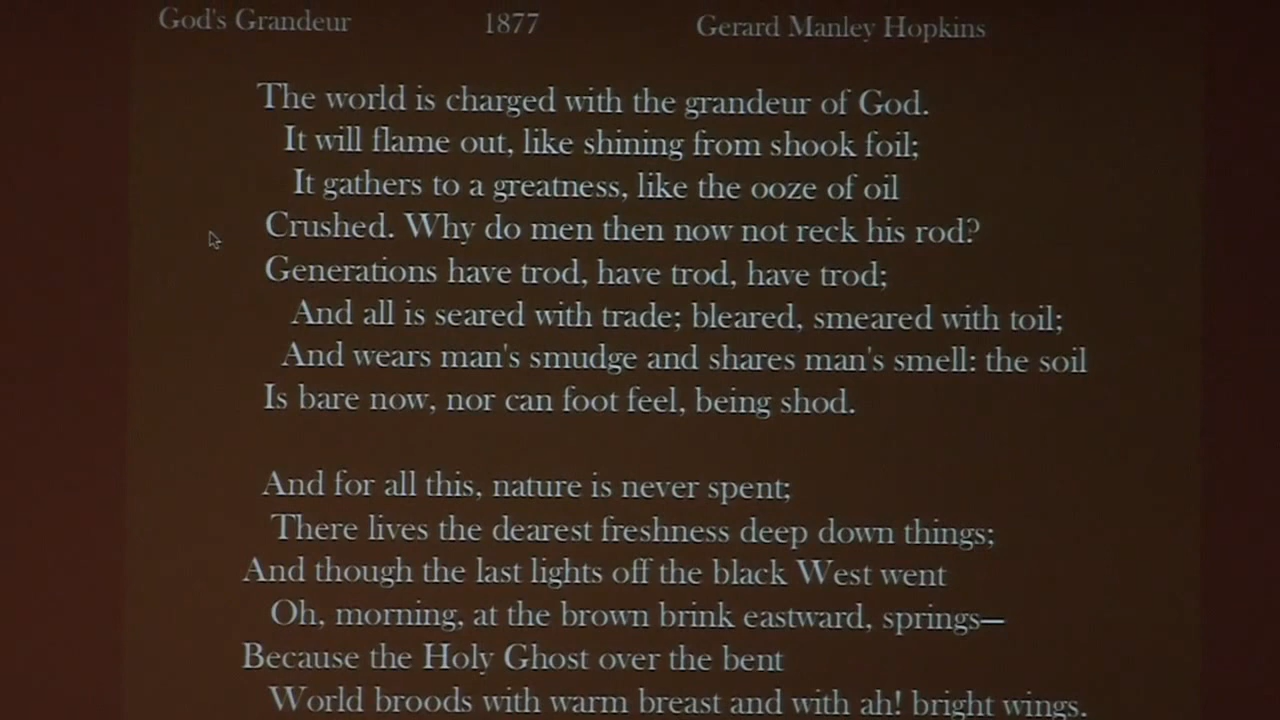 God's Grandeur 1877 Gerard Manley Hopkins
The world is charged with the grandeur of God.
It will flame out, like shining from shook foil;
It gathers to a greatness, like the ooze of oil
Crushed. Why do men then now not reck his rod?
Generations have trod, have trod, have trod;
And all is seared with trade; bleared, smeared with toil;
And wears man's smudge and shares man's smell: the soil
Is bare now, nor can foot feel, being shod.
And for all this, nature is never spent;
There lives the dearest freshness deep down things;
And though the last lights off the black West went
Oh, morning, at the brown brink eastward, springs—
Because the Holy Ghost over the bent
World broods with warm breast and with ah! bright wings.